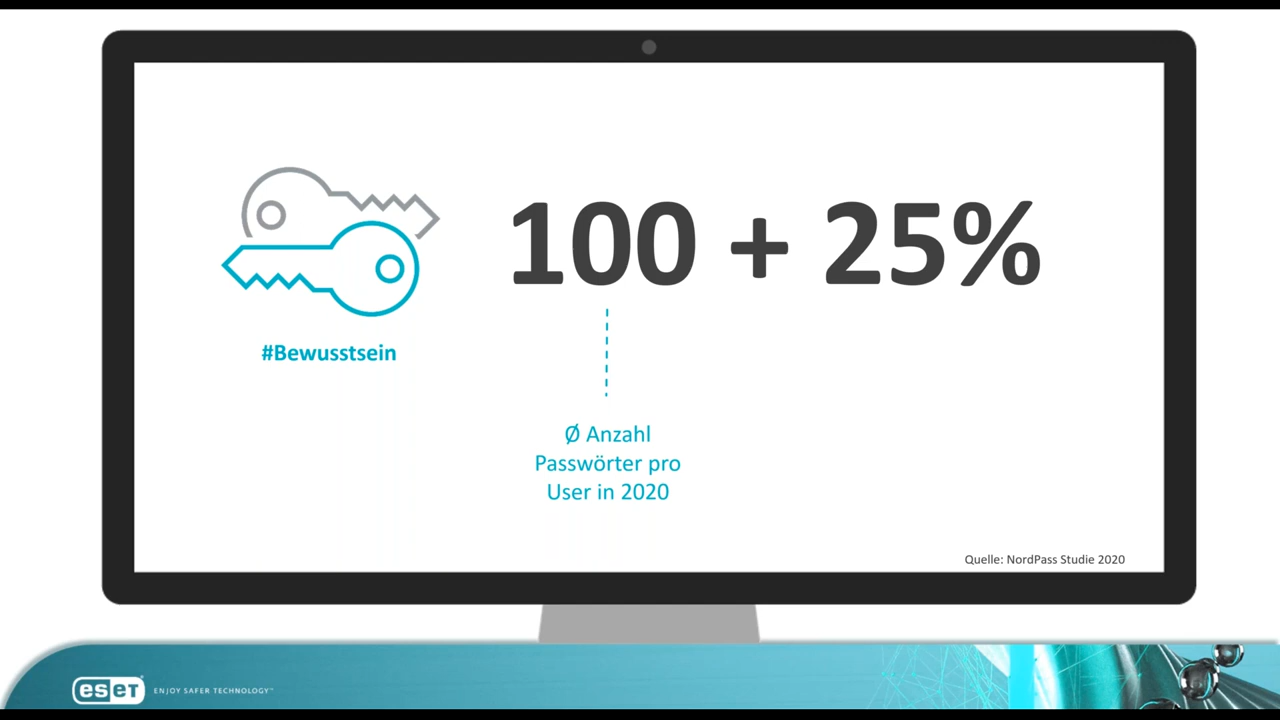 100 + 25%
#Bewusstsein
Ø Anzahl
Passwörter pro
User in 2020
Quelle: NordPass Studie 2020
eset ENJOY SAFER TECHNOLOGY™